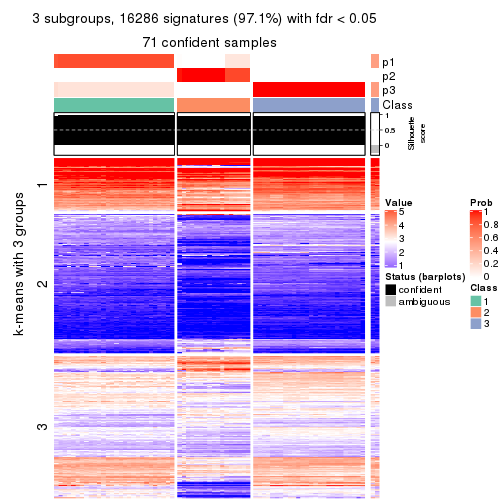 3 subgroups, 16286 signatures (97.1%) with fdr < 0.05
71 confident samples
p1
p2
p3
Class
1
0.5
0
Silhouette
score
k-means with 3 groups
1
2
3
Value
5
4
3
2
1
Status (barplots)
confident
ambiguous
Prob
1
0.8
0.6
0.4
0.2
0
Class
1
2
3